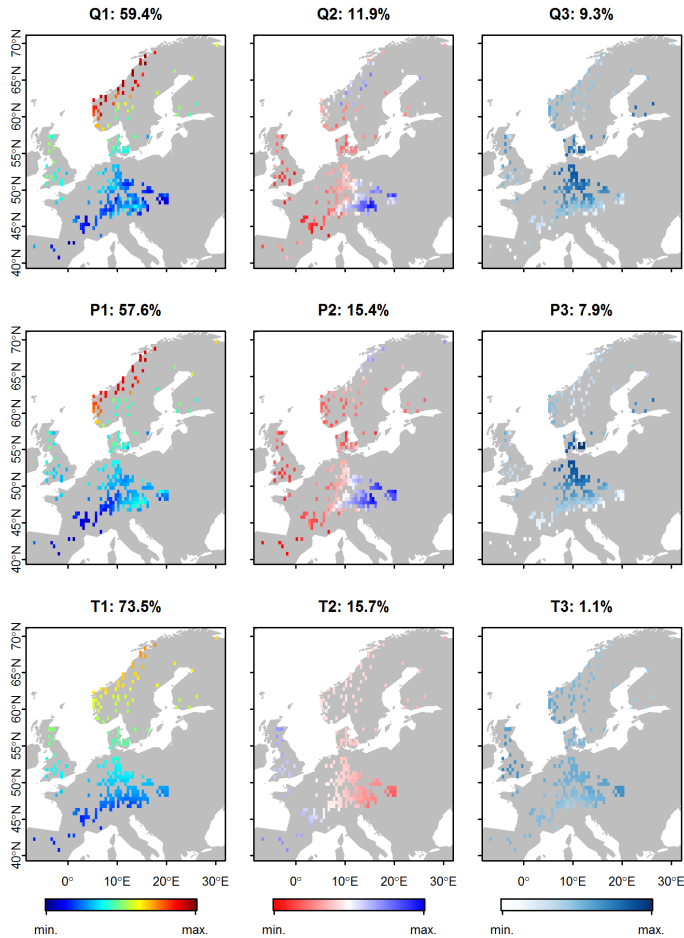 Q1: 59.4% Q2: 11.9% Q3: 9.3%
70°N
65°N
60°N
55°N
50°N
45°N
40°N
P1: 57.6% P2: 15.4% P3: 7.9%
70°N
65°N
60°N
55°N
50°N
45°N
40°N
T1: 73.5% T2: 15.7% T3: 1.1%
70°N
65°N
60°N
55°N
50°N
45°N
40°N
0° 10°E 20°E 30°E 0° 10°E 20°E 30°E 0° 10°E 20°E 30°E
min. max. min. max. min. max.